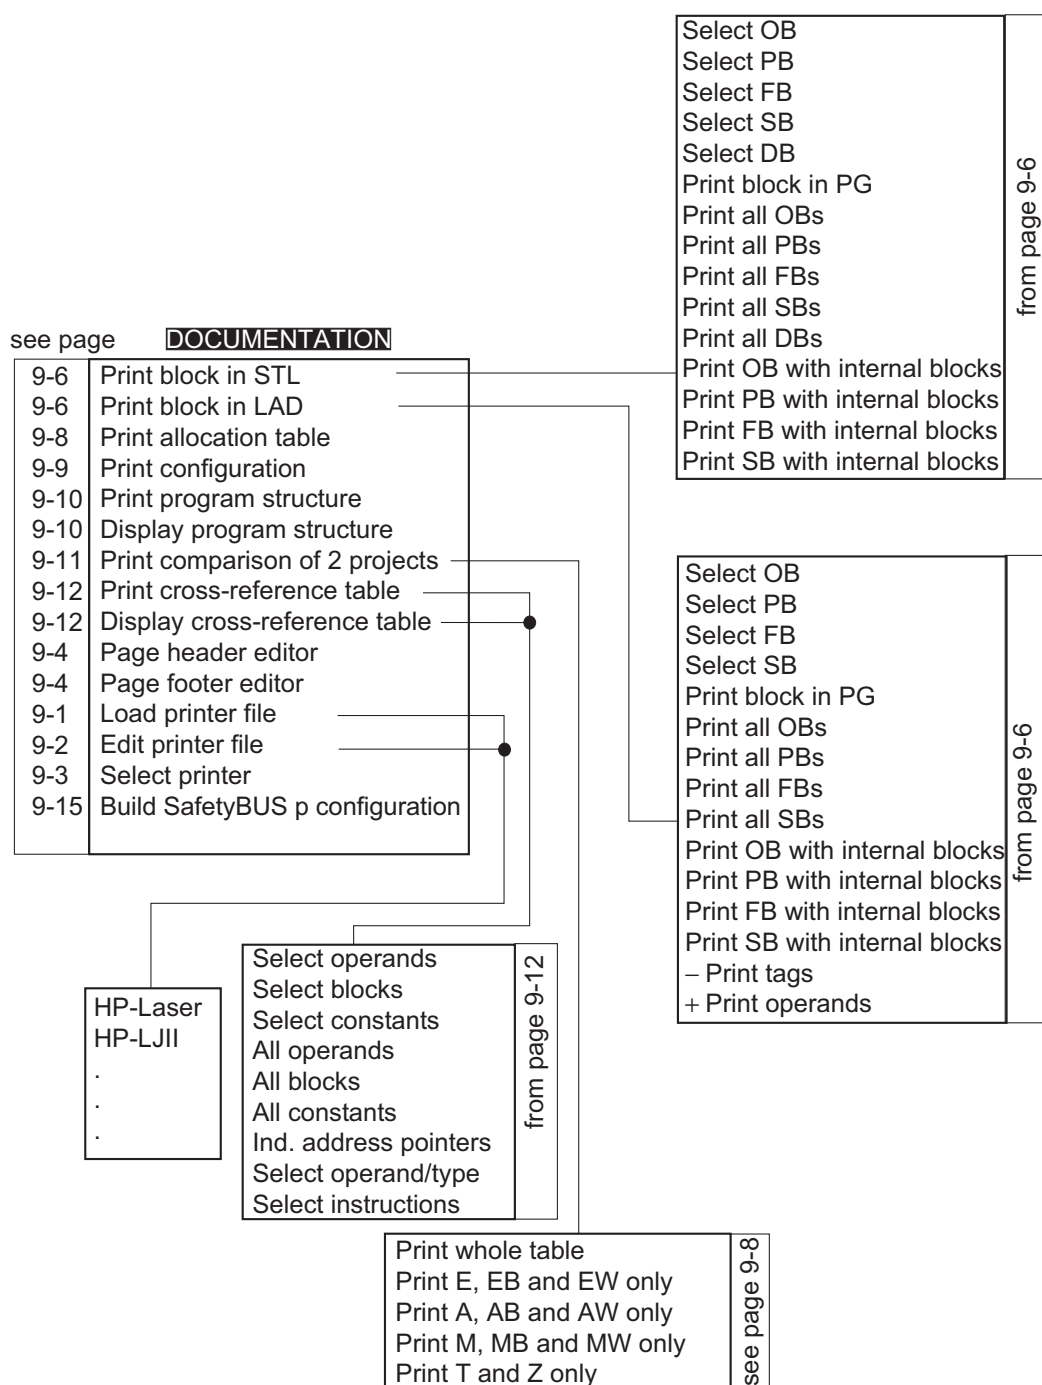 Select OB
Select PB
Select FB
Select SB
Select DB
Print block in PG
Print all OBs
Print all PBs
Print all FBs
Print all SBs
Print all DBs
Print OB with internal blocks
Print PB with internal blocks
Print FB with internal blocks
Print SB with internal blocks
from page 9-6
see page DOCUMENTATION
9-6 Print block in STL
9-6 Print block in LAD
9-8 Print allocation table
9-9 Print configuration
9-10 Print program structure
9-10 Display program structure
9-11 Print comparison of 2 projects
9-12 Print cross-reference table
9-12 Display cross-reference table
9-4 Page header editor
9-4 Page footer editor
9-1 Load printer file
9-2 Edit printer file
9-3 Select printer
9-15 Build SafetyBUS p configuration
Select OB
Select PB
Select FB
Select SB
Print block in PG
Print all OBs
Print all PBs
Print all FBs
Print all SBs
Print OB with internal blocks
Print PB with internal blocks
Print FB with internal blocks
Print SB with internal blocks
– Print tags
+ Print operands
from page 9-6
HP-Laser
HP-LJII
.
.
.
Select operands
Select blocks
Select constants
All operands
All blocks
All constants
Ind. address pointers
Select operand/type
Select instructions
from page 9-12
Print whole table
Print E, EB and EW only
Print A, AB and AW only
Print M, MB and MW only
Print T and Z only
see page 9-8